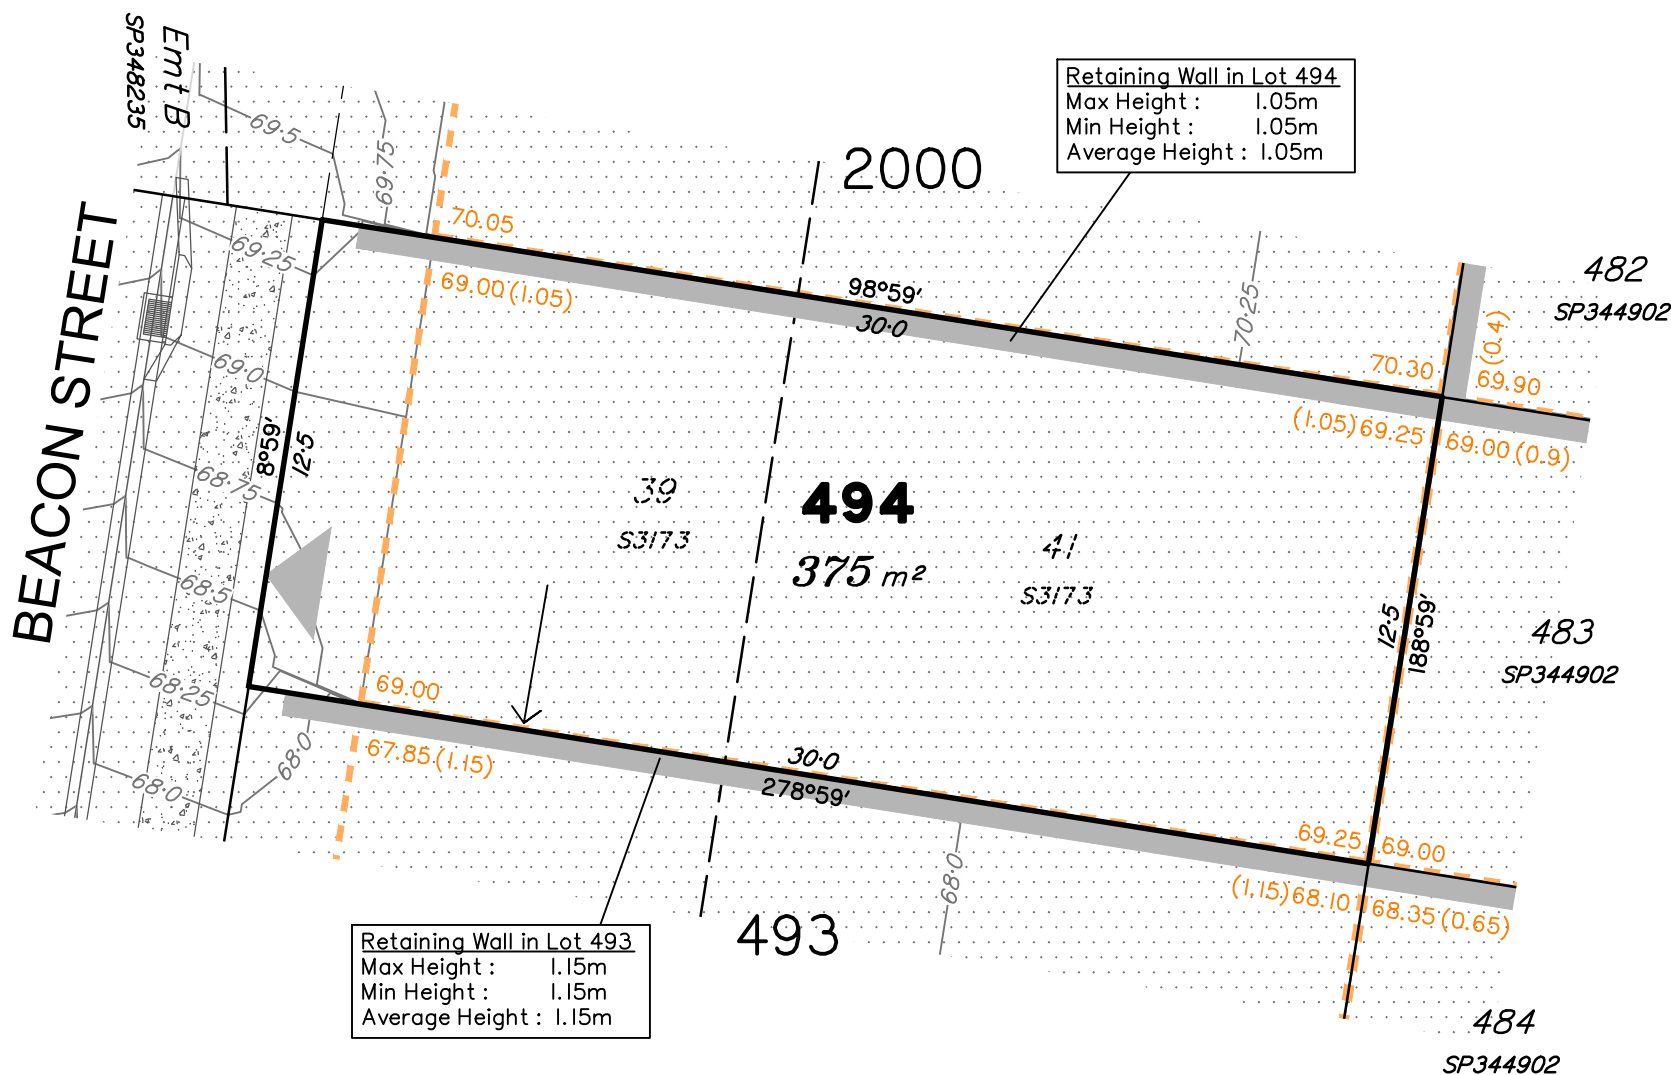 Emt B
SP348235
BEACON STREET
69·5
69·75
2000
Retaining Wall in Lot 494
Max Height : 1.05m
Min Height : 1.05m
Average Height : 1.05m
70.05
69.00 (1.05)
69·25
98°59′
30·0
70·25
482
SP344902
(0.4)
69.90
70.30
(1.05) 69.25
69.00 (0.9)
69·0
8°59′
12·5
68·75
39
S3173
494
375 m²
41
S3173
68·5
12·5
188°59′
483
SP344902
68·25
69.00
67.85 (1.15)
68·0
68·0
30·0
278°59′
69.25
69.00
(1.15) 68.10
68.35 (0.65)
68·0
493
Retaining Wall in Lot 493
Max Height : 1.15m
Min Height : 1.15m
Average Height : 1.15m
484
SP344902